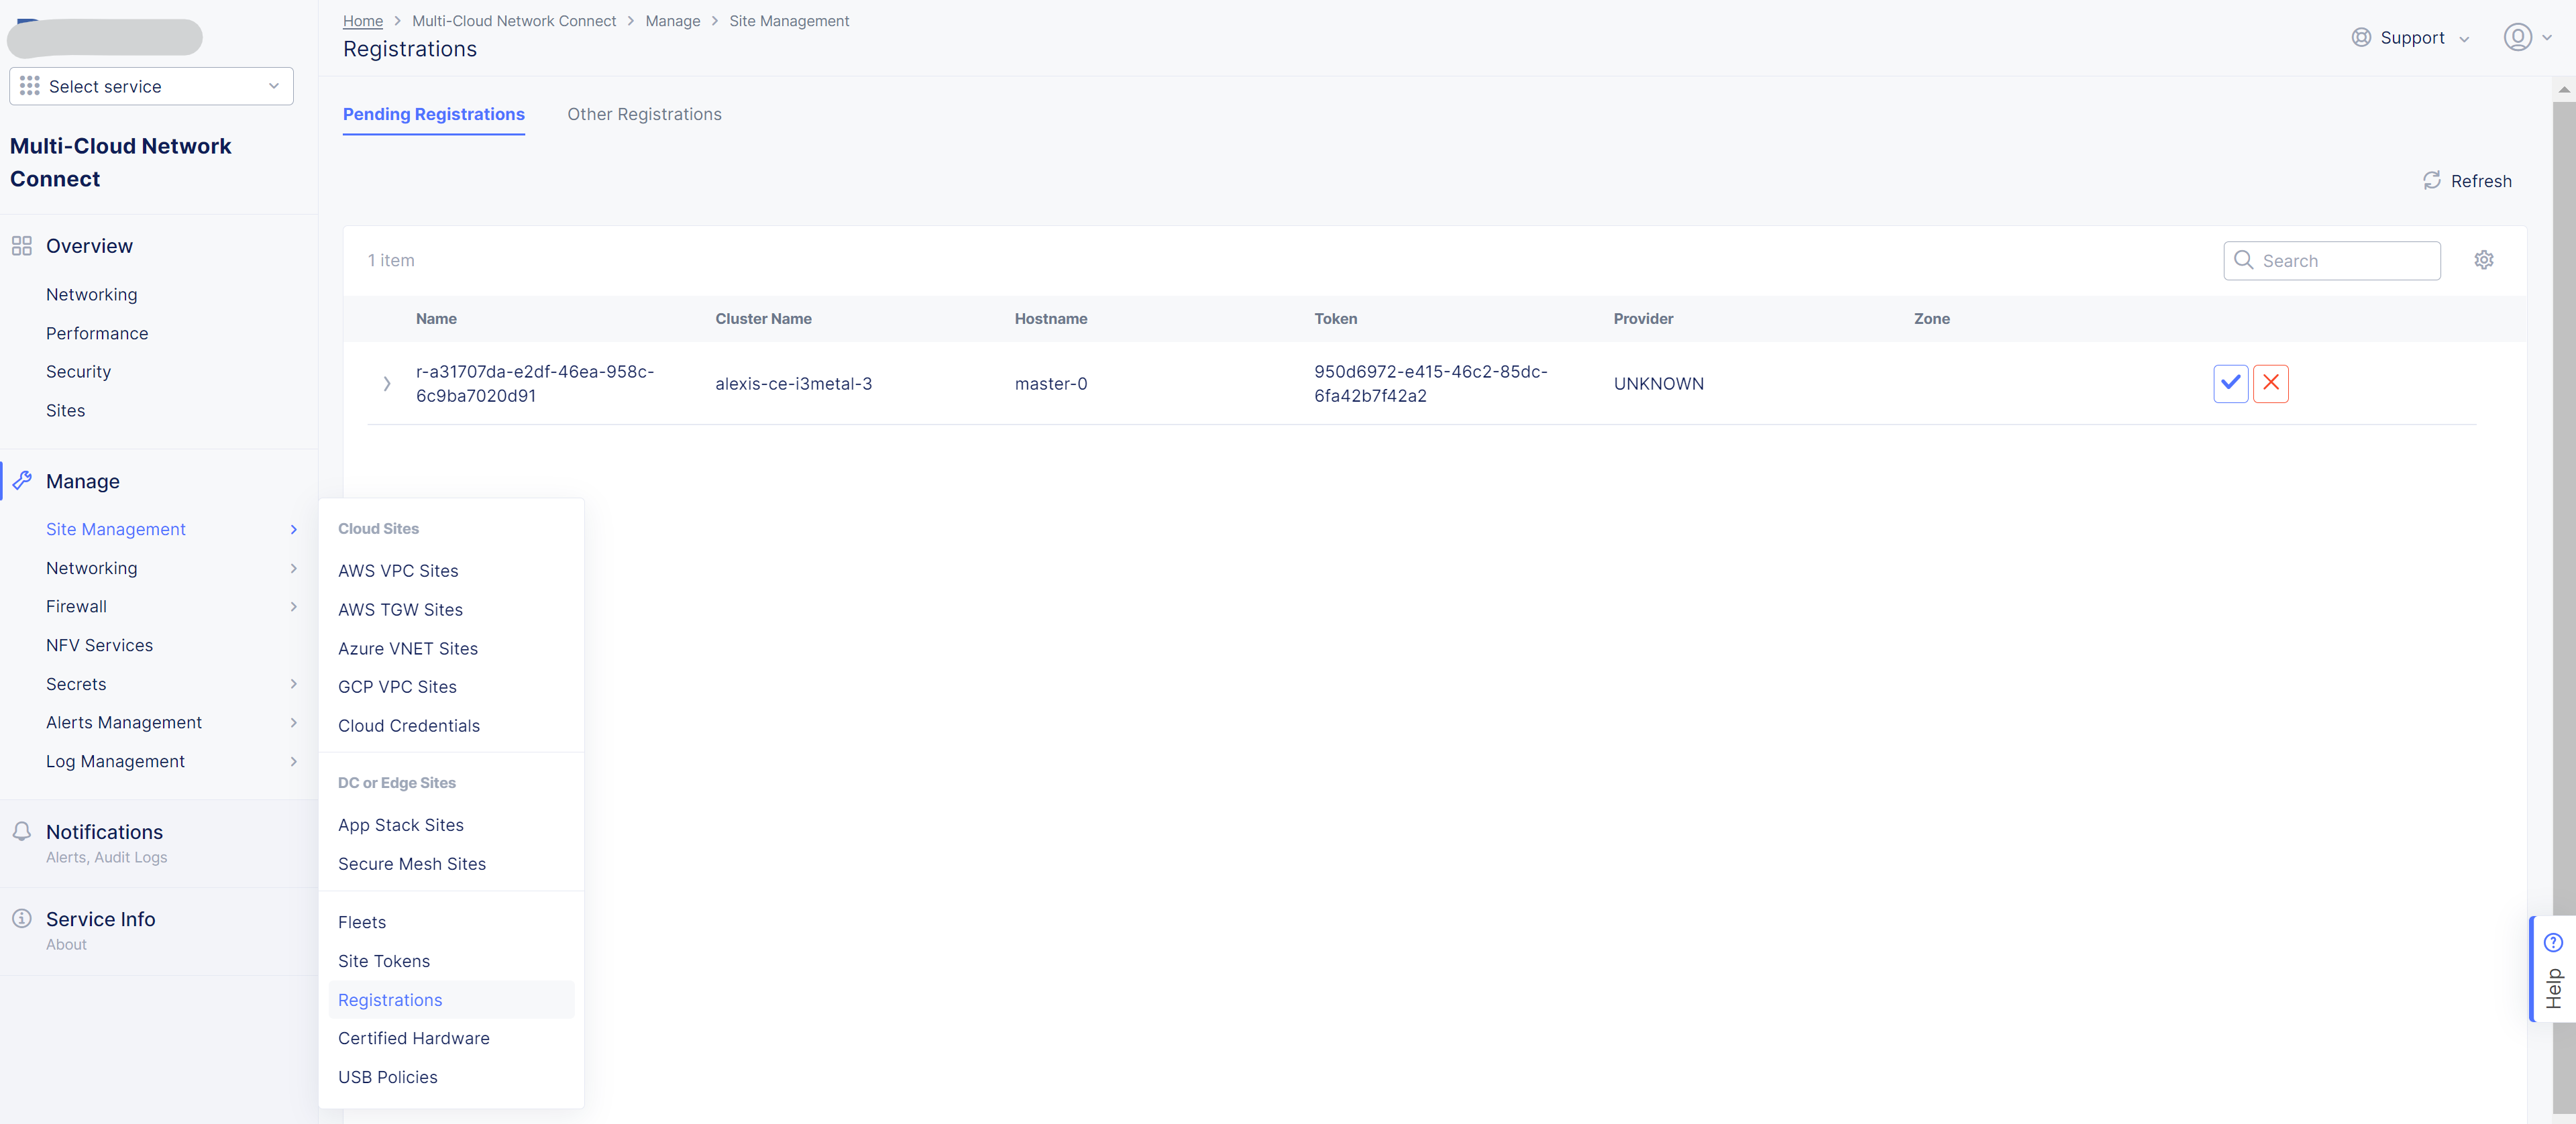 Home > Multi-Cloud Network Connect > Manage > Site Management
Registrations
Support
Select service
Multi-Cloud Network
Connect
Overview
Networking
Performance
Security
Sites
Manage
Site Management
Networking
Firewall
NFV Services
Secrets
Alerts Management
Log Management
Notifications
Alerts, Audit Logs
Service Info
About
Cloud Sites
AWS VPC Sites
AWS TGW Sites
Azure VNET Sites
GCP VPC Sites
Cloud Credentials
DC or Edge Sites
App Stack Sites
Secure Mesh Sites
Fleets
Site Tokens
Registrations
Certified Hardware
USB Policies
Pending Registrations Other Registrations
Refresh
1 item
Search
Name Cluster Name Hostname Token Provider Zone
r-a31707da-e2df-46ea-958c-
6c9ba7020d91
alexis-ce-i3metal-3
master-0
950d6972-e415-46c2-85dc-
6fa42b7f42a2
UNKNOWN
Help